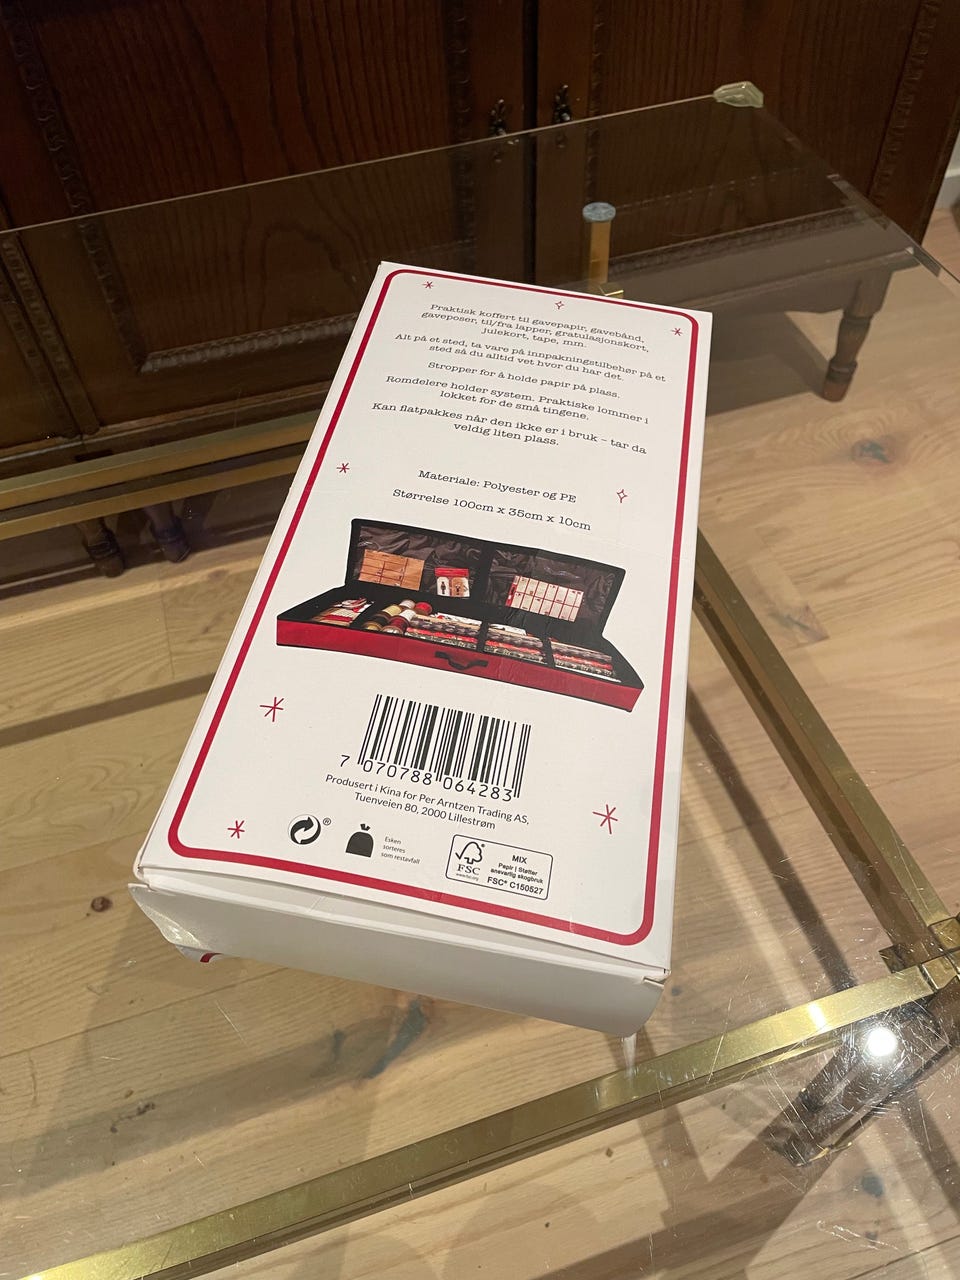 Praktisk koffert til gavepapir, gavebånd,
gaveposer, til/fra lapper, gratulasjonskort,
julekort, tape, mm.
Alt på et sted, ta vare på innpakningstilbehør på et
sted så du alltid vet hvor du har det.
Stropper for å holde papir på plass.
Romdelere holder system. Praktiske lommer i
lokket for de små tingene.
Kan flatpakkes når den ikke er i bruk – tar da
veldig liten plass.
Materiale: Polyester og PE
Størrelse 100cm x 35cm x 10cm
7 070788 064283
Produsert i Kina for Per Arntzen Trading AS,
Tuenveien 80, 2000 Lillestrøm
®
Esken
sorteres
som restavfall
FSC
www.fsc.org
MIX
Papir | Støtter
ansvarlig skogbruk
FSC® C150527